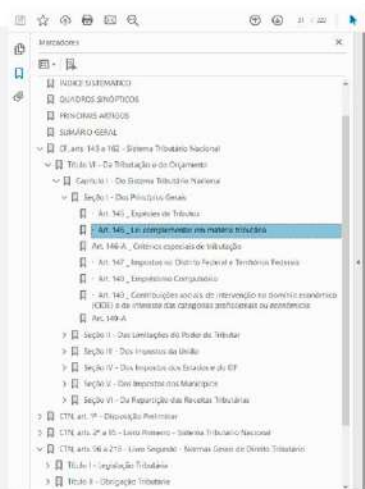 Marcadores
ÍNDICE SISTEMÁTICO
QUADROS SINÓPTICOS
PRINCIPAIS ARTIGOS
SUMÁRIO GERAL
CF, arts. 145 a 162 - Sistema Tributário Nacional
Título VI - Da Tributação e do Orçamento
Capítulo I - Do Sistema Tributário Nacional
Seção I - Dos Princípios Gerais
- Art. 145 _ Espécies de Tributos
- Art. 146 _ Lei complementar em matéria tributária
Art. 146-A _ Critérios especiais de tributação
- Art. 147 _ Impostos no Distrito Federal e Territórios Federais
- Art. 148 _ Empréstimo Compulsório
- Art. 149 _ Contribuições sociais de intervenção no domínio econômico
(CIDE) e de interesse das categorias profissionais ou econômicas
Art. 149-A
Seção II - Das Limitações do Poder de Tributar
Seção III - Dos Impostos da União
Seção IV - Dos Impostos dos Estados e do DF
Seção V - Dos Impostos dos Municípios
Seção VI - Da Repartição das Receitas Tributárias
CTN, art. 1º - Disposição Preliminar
CTN, arts. 2º a 95 - Livro Primeiro - Sistema Tributário Nacional
CTN, arts. 96 a 218 - Livro Segundo - Normas Gerais de Direito Tributário
Título I - Legislação Tributária
Título II - Obrigação Tributária